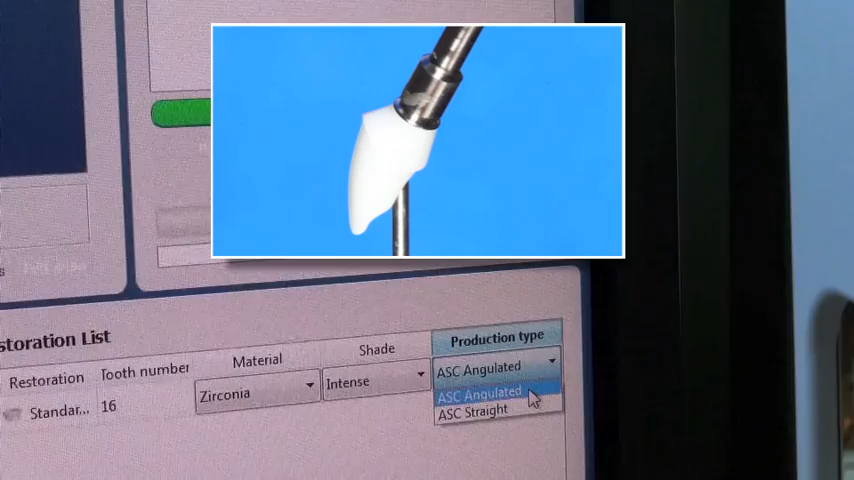 storation List
Restoration Tooth number Material Shade Production type
Standar... 16 Zirconia Intense ASC Angulated
ASC Angulated
ASC Straight